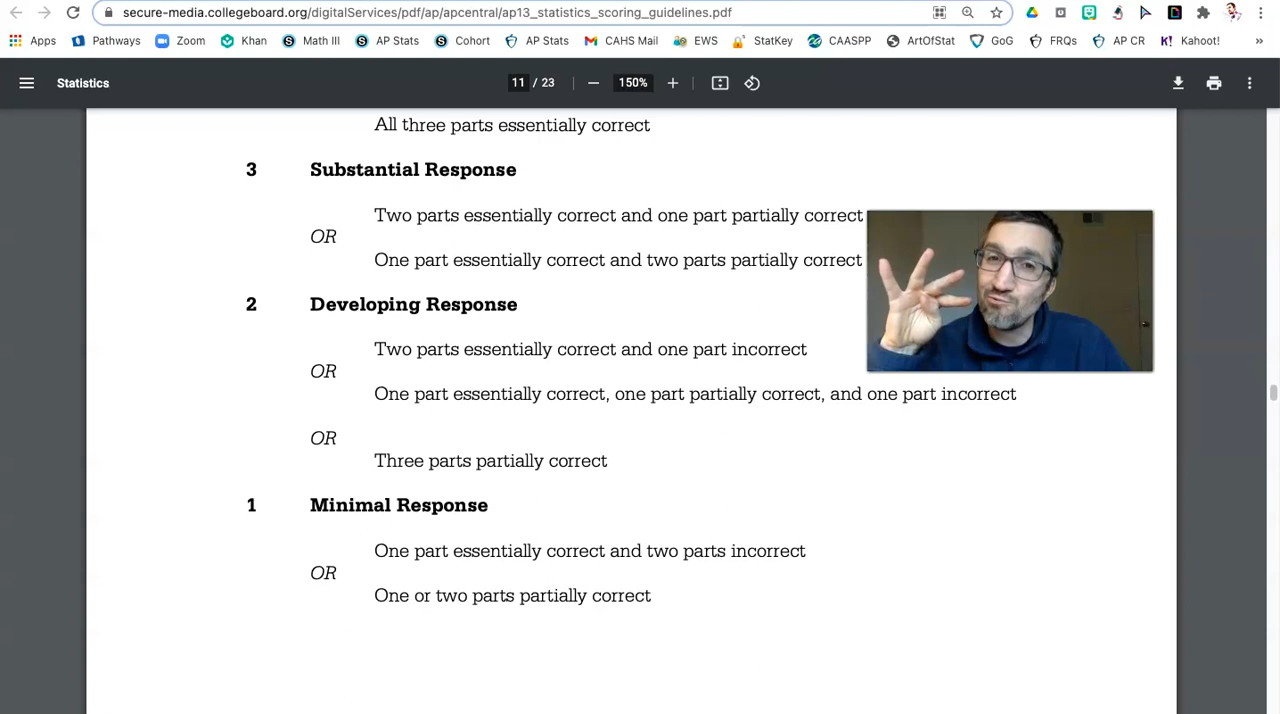 secure-media.collegeboard.org/digitalServices/pdf/ap/apcentral/ap13_statistics_scoring_guidelines.pdf
Apps Pathways Zoom Khan Math III AP Stats Cohort AP Stats CAHS Mail EWS StatKey CAASPP ArtOfStat GoG FRQs AP CR K! Kahoot! »
Statistics 11 / 23 — 150% +
All three parts essentially correct
3 Substantial Response
Two parts essentially correct and one part partially correct
OR
One part essentially correct and two parts partially correct
2 Developing Response
Two parts essentially correct and one part incorrect
OR
One part essentially correct, one part partially correct, and one part incorrect
OR
Three parts partially correct
1 Minimal Response
One part essentially correct and two parts incorrect
OR
One or two parts partially correct